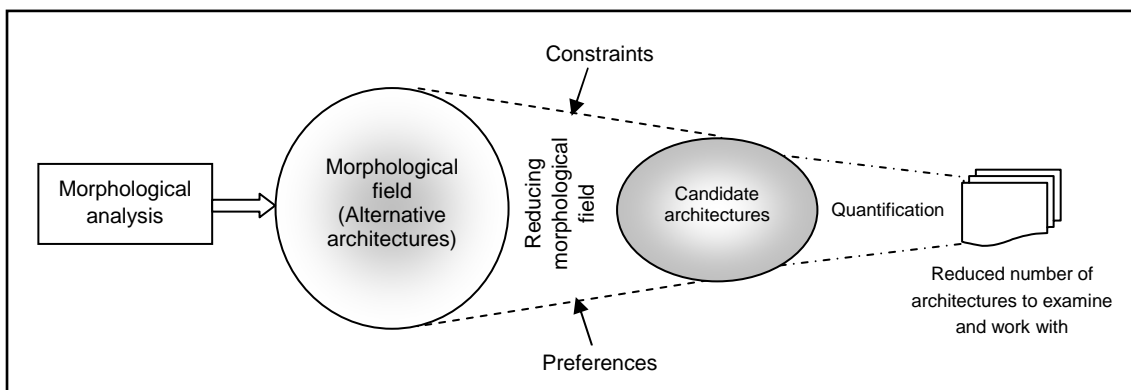 Constraints
Morphological
analysis
Morphological
field
(Alternative
architectures)
Reducing
morphological
field
Candidate
architectures
Quantification
Reduced number of
architectures to examine
and work with
Preferences